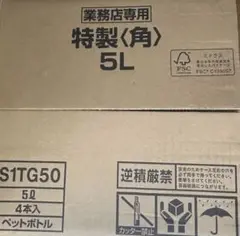 業務店専用
特製〈角〉
5L
FSC
S1TG50
5ℓ
4本入
ペットボトル
逆積厳禁
カッター禁止